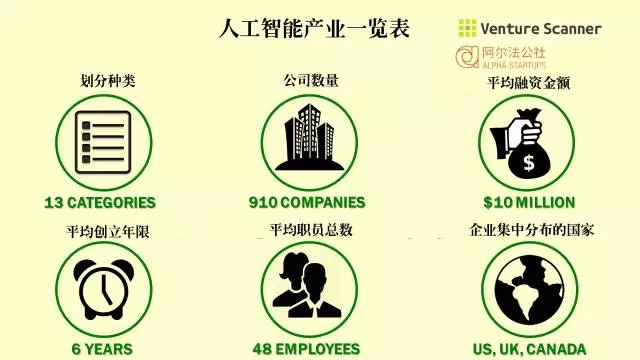 人工智能产业一览表
Venture Scanner
阿尔法公社
ALPHA STARTUPS
划分种类
公司数量
平均融资金额
$
13 CATEGORIES
910 COMPANIES
$10 MILLION
平均创立年限
平均职员总数
企业集中分布的国家
6 YEARS
48 EMPLOYEES
US, UK, CANADA